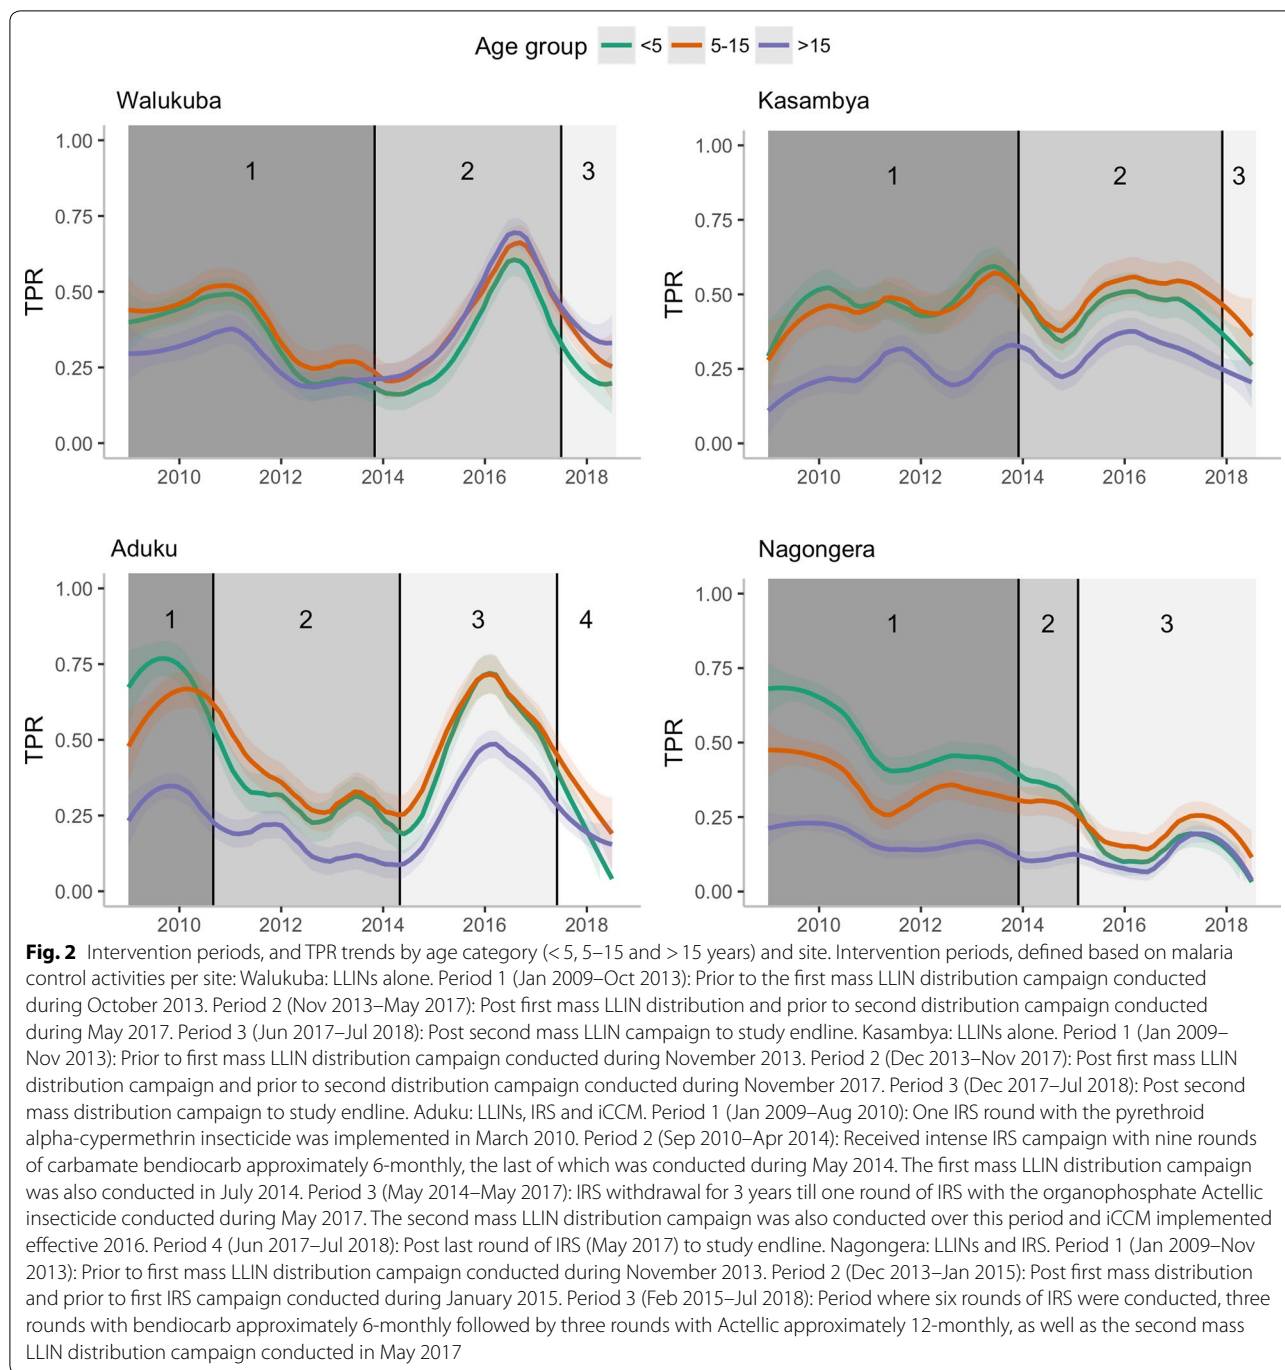 Age group <5 5-15 >15
Walukuba
Kasambya
1.00
0.75
0.50
0.25
0.00
TPR
1 2 3
2010 2012 2014 2016 2018
1.00
0.75
0.50
0.25
0.00
TPR
1 2 3
2010 2012 2014 2016 2018
Aduku
Nagongera
1.00
0.75
0.50
0.25
0.00
TPR
1 2 3 4
2010 2012 2014 2016 2018
1.00
0.75
0.50
0.25
0.00
TPR
1 2 3
2010 2012 2014 2016 2018
Fig. 2 Intervention periods, and TPR trends by age category (< 5, 5–15 and > 15 years) and site. Intervention periods, defined based on malaria
control activities per site: Walukuba: LLINs alone. Period 1 (Jan 2009–Oct 2013): Prior to the first mass LLIN distribution campaign conducted
during October 2013. Period 2 (Nov 2013–May 2017): Post first mass LLIN distribution and prior to second distribution campaign conducted
during May 2017. Period 3 (Jun 2017–Jul 2018): Post second mass LLIN campaign to study endline. Kasambya: LLINs alone. Period 1 (Jan 2009–
Nov 2013): Prior to first mass LLIN distribution campaign conducted during November 2013. Period 2 (Dec 2013–Nov 2017): Post first mass LLIN
distribution campaign and prior to second distribution campaign conducted during November 2017. Period 3 (Dec 2017–Jul 2018): Post second
mass distribution campaign to study endline. Aduku: LLINs, IRS and iCCM. Period 1 (Jan 2009–Aug 2010): One IRS round with the pyrethroid
alpha-cypermethrin insecticide was implemented in March 2010. Period 2 (Sep 2010–Apr 2014): Received intense IRS campaign with nine rounds
of carbamate bendiocarb approximately 6-monthly, the last of which was conducted during May 2014. The first mass LLIN distribution campaign
was also conducted in July 2014. Period 3 (May 2014–May 2017): IRS withdrawal for 3 years till one round of IRS with the organophosphate Actellic
insecticide conducted during May 2017. The second mass LLIN distribution campaign was also conducted over this period and iCCM implemented
effective 2016. Period 4 (Jun 2017–Jul 2018): Post last round of IRS (May 2017) to study endline. Nagongera: LLINs and IRS. Period 1 (Jan 2009–Nov
2013): Prior to first mass LLIN distribution campaign conducted during November 2013. Period 2 (Dec 2013–Jan 2015): Post first mass distribution
and prior to first IRS campaign conducted during January 2015. Period 3 (Feb 2015–Jul 2018): Period where six rounds of IRS were conducted, three
rounds with bendiocarb approximately 6-monthly followed by three rounds with Actellic approximately 12-monthly, as well as the second mass
LLIN distribution campaign conducted in May 2017